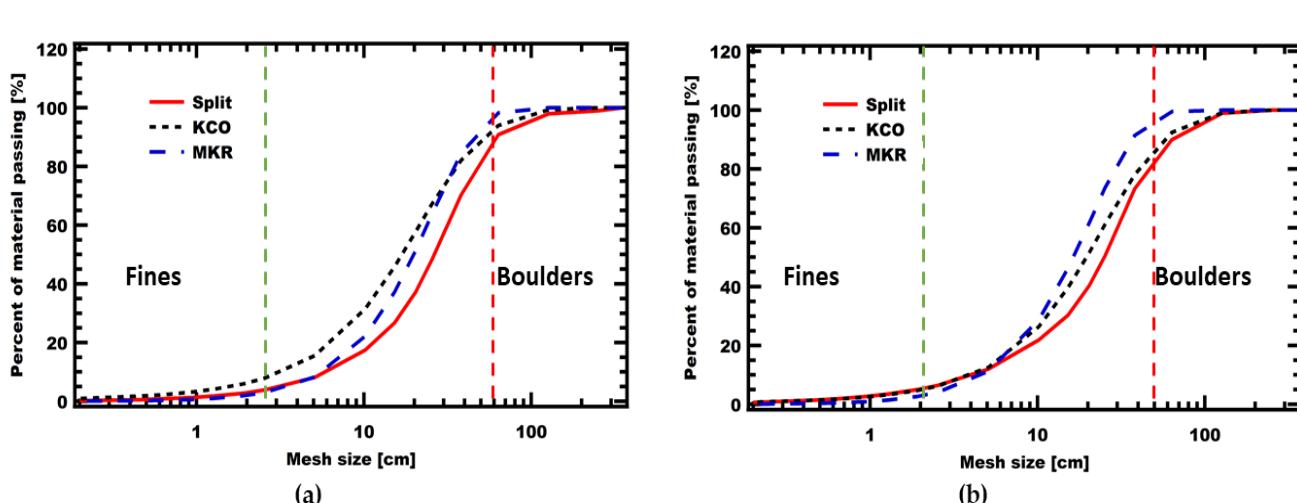 120
100
80
60
40
20
0
Percent of material passing [%]
Split
KCO
MKR
Fines
Boulders
1
10
100
Mesh size [cm]
(a)
120
100
80
60
40
20
0
Percent of material passing [%]
Split
KCO
MKR
Fines
Boulders
1
10
100
Mesh size [cm]
(b)